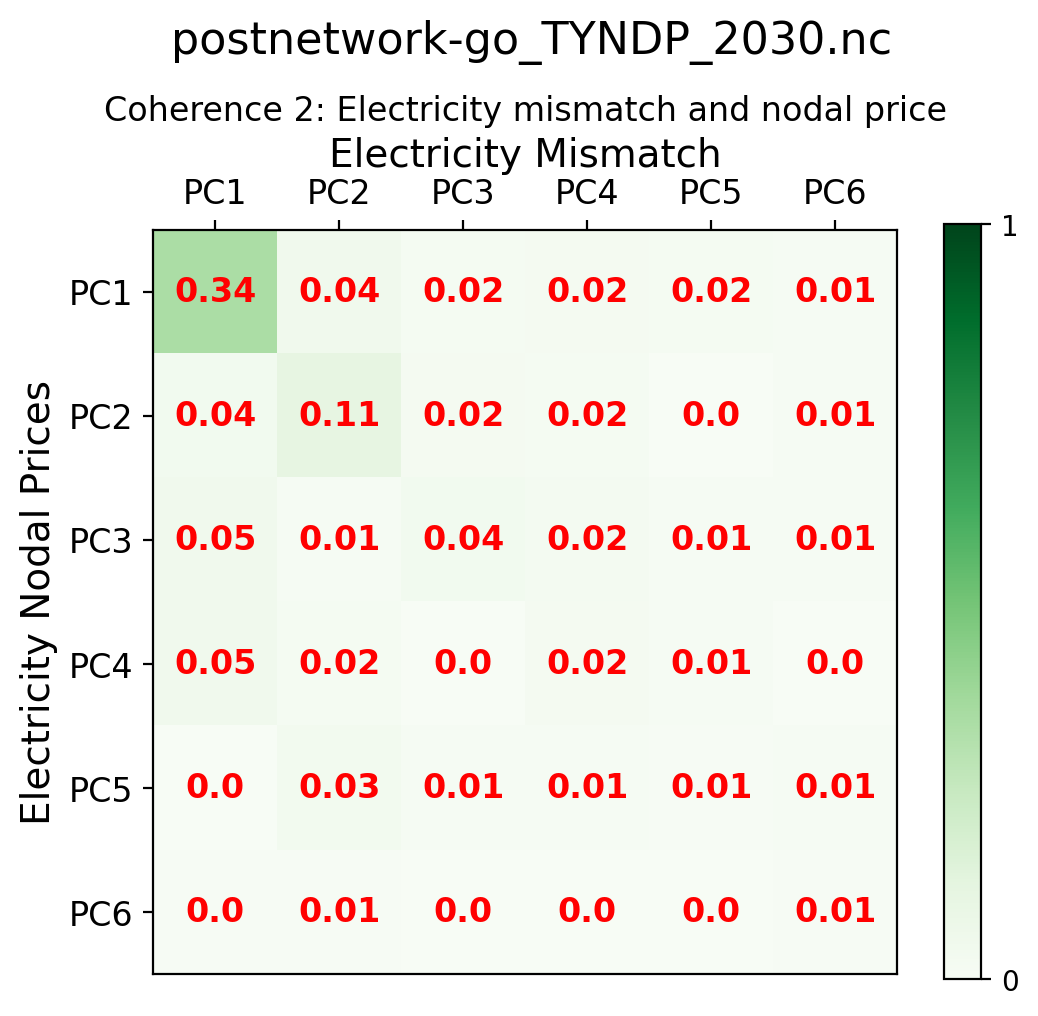 postnetwork-go_TYNDP_2030.nc
Coherence 2: Electricity mismatch and nodal price
Electricity Mismatch
PC1 PC2 PC3 PC4 PC5 PC6
Electricity Nodal Prices
PC1 0.34 0.04 0.02 0.02 0.02 0.01
PC2 0.04 0.11 0.02 0.02 0.0 0.01
PC3 0.05 0.01 0.04 0.02 0.01 0.01
PC4 0.05 0.02 0.0 0.02 0.01 0.0
PC5 0.0 0.03 0.01 0.01 0.01 0.01
PC6 0.0 0.01 0.0 0.0 0.0 0.01
1
0